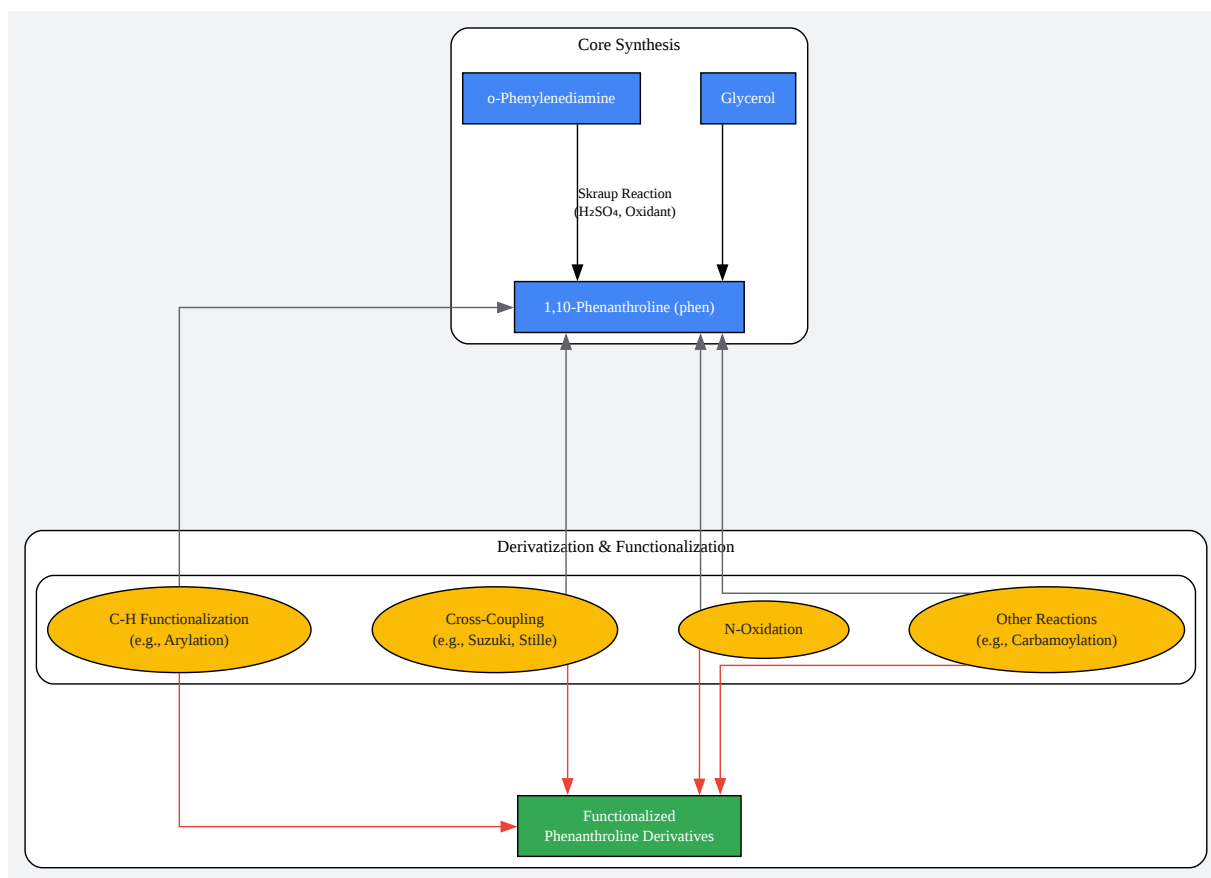 Core Synthesis
o-Phenylenediamine
Glycerol
Skraup Reaction
(H₂SO₄, Oxidant)
1,10-Phenanthroline (phen)
Derivatization & Functionalization
C-H Functionalization
(e.g., Arylation)
Cross-Coupling
(e.g., Suzuki, Stille)
N-Oxidation
Other Reactions
(e.g., Carbamoylation)
Functionalized
Phenanthroline Derivatives